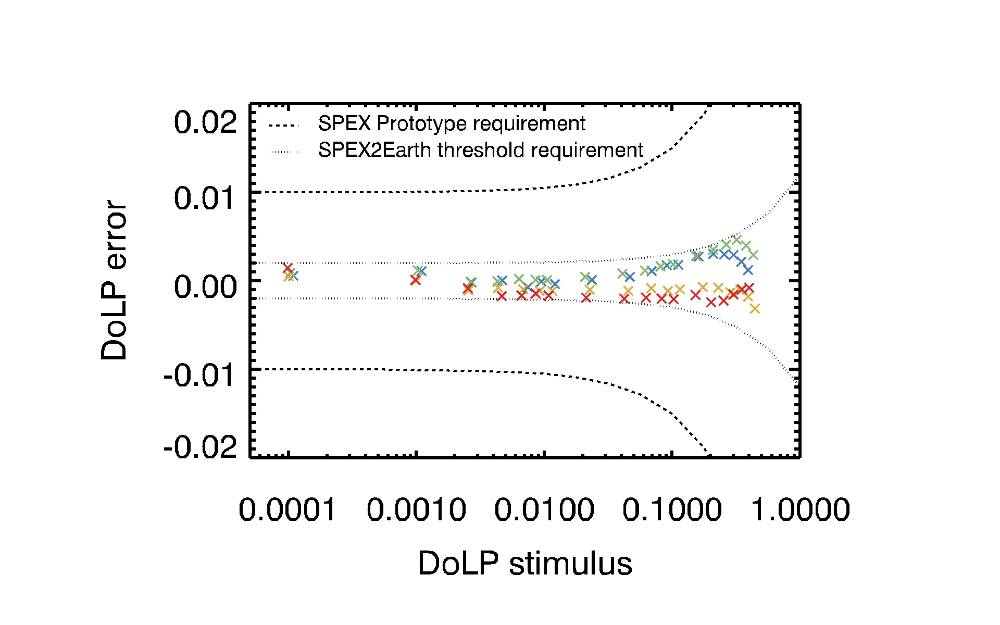 SPEX Prototype requirement
SPEX2Earth threshold requirement
0.02
0.01
0.00
-0.01
-0.02
DoLP error
0.0001 0.0010 0.0100 0.1000 1.0000
DoLP stimulus